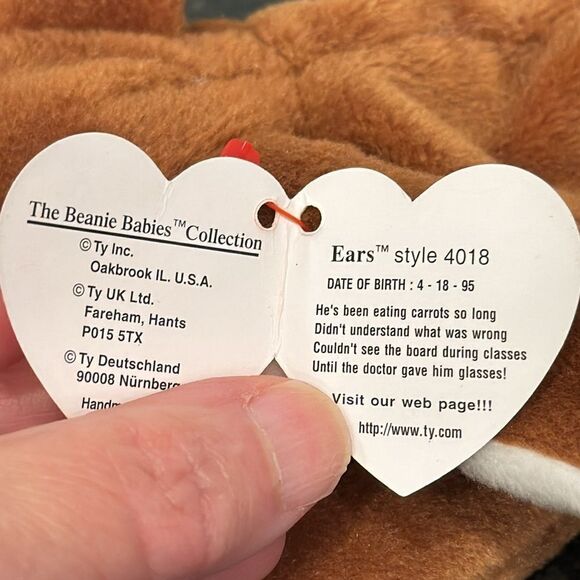 The Beanie Babies™Collection
©Ty Inc.
Oakbrook IL. U.S.A.
©Ty UK Ltd.
Fareham, Hants
P015 5TX
©Ty Deutschland
90008 Nürnberg
Ears™ style 4018
DATE OF BIRTH : 4 - 18 - 95
He's been eating carrots so long
Didn't understand what was wrong
Couldn't see the board during classes
Until the doctor gave him glasses!
Visit our web page!!!
http://www.ty.com